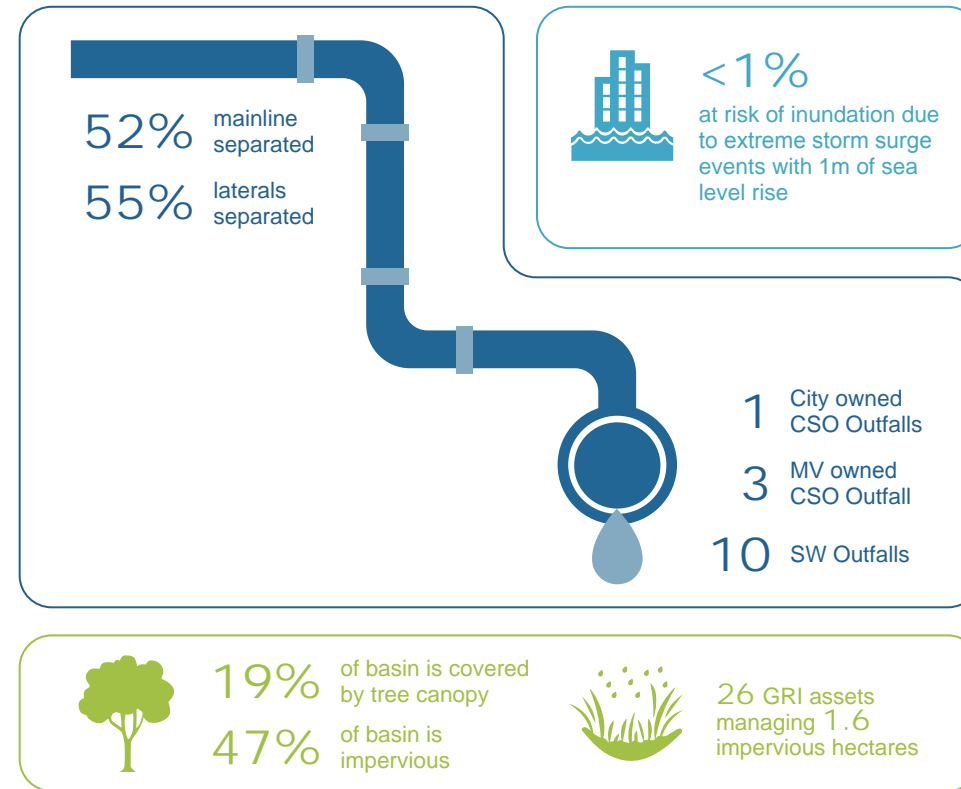 52% mainline
separated
55% laterals
separated
<1%
at risk of inundation due
to extreme storm surge
events with 1m of sea
level rise
1 City owned
CSO Outfalls
3 MV owned
CSO Outfall
10 SW Outfalls
19% of basin is covered
by tree canopy
47% of basin is
impervious
26 GRI assets
managing 1.6
impervious hectares